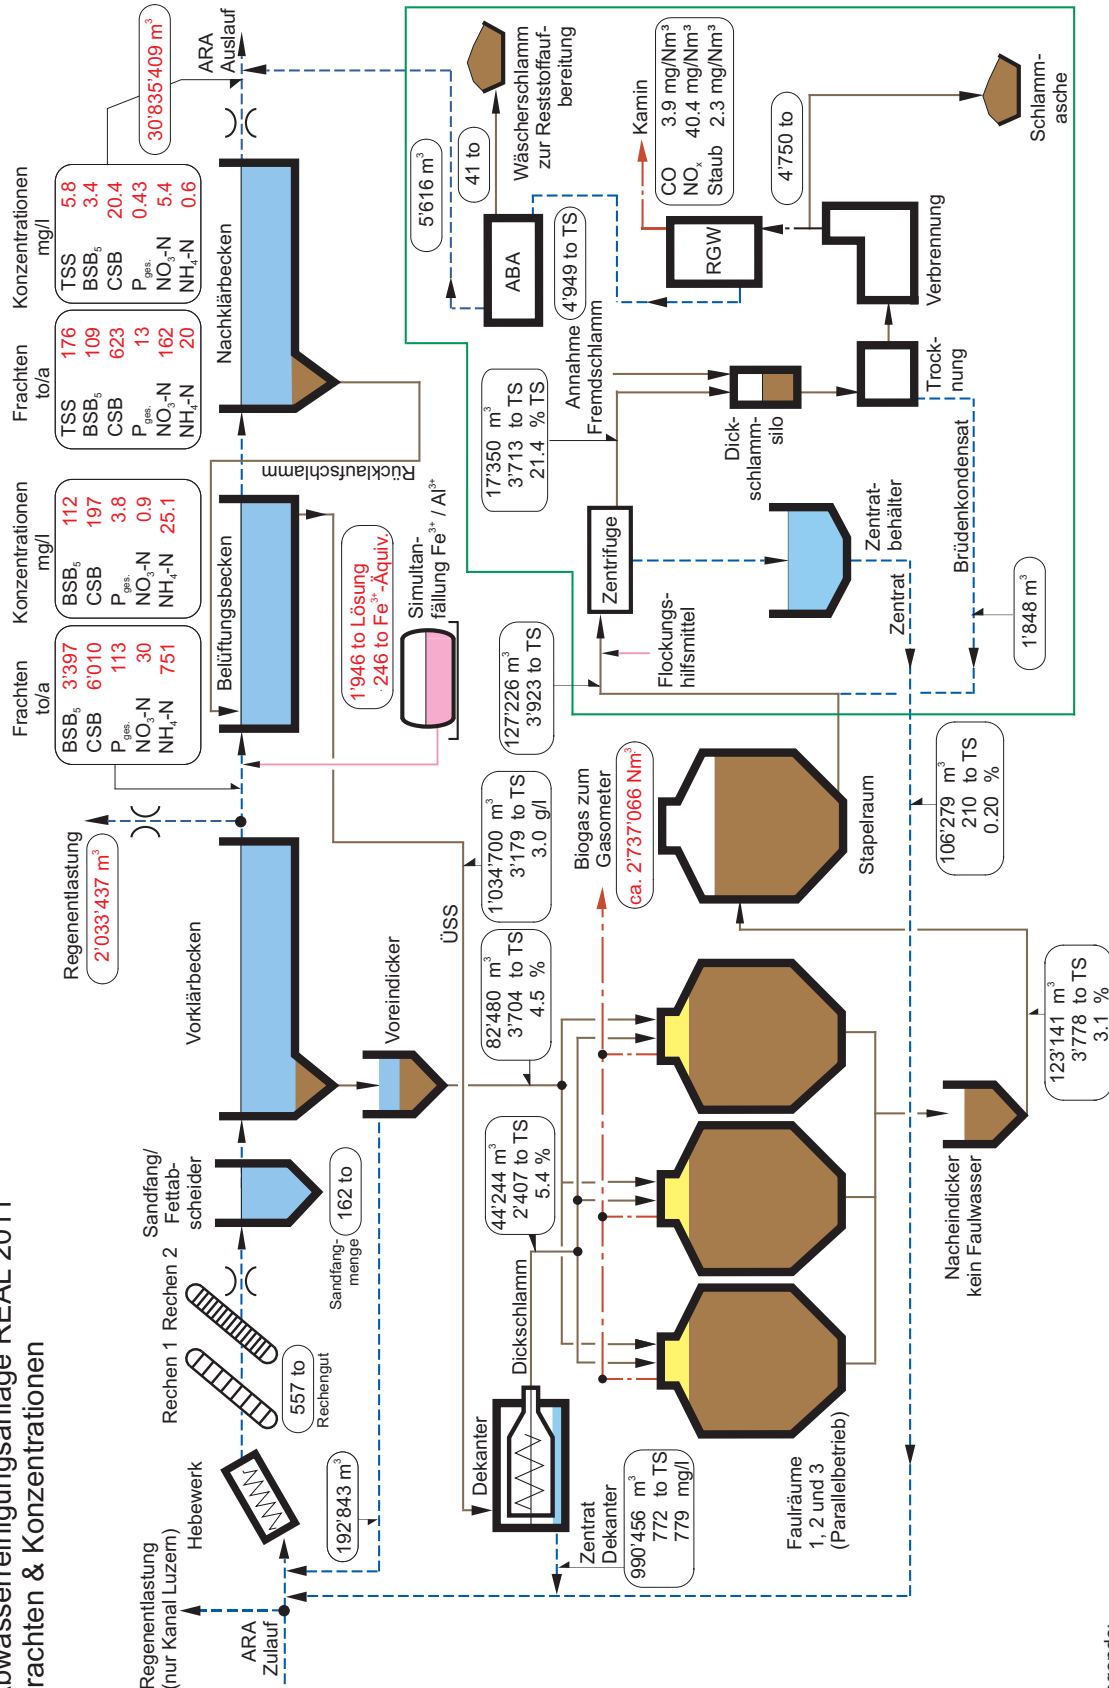 bwasserreinigungsanlage REAL 2011
rachten & Konzentrationen
Regenentlastung
(nur Kanal Luzern)
ARA
Zulauf
Hebewerk
Rechen 1
Rechen 2
557 to
Rechengut
Sandfang/
Fettab-
scheider
162 to
Sandfang-
menge
192'843 m³
Vorklärbecken
Voreindicker
Regenentlastung
2'033'437 m³
Frachten
to/a
BSB₅ 3'397
CSB 6'010
P ges. 113
NO₃-N 30
NH₄-N 751
Konzentrationen
mg/l
BSB₅ 112
CSB 197
P ges. 3.8
NO₃-N 0.9
NH₄-N 25.1
Belüftungsbecken
Rücklaufschlamm
Frachten
to/a
TSS 176
BSB₅ 109
CSB 623
P ges. 13
NO₃-N 162
NH₄-N 20
Konzentrationen
mg/l
TSS 5.8
BSB₅ 3.4
CSB 20.4
P ges. 0.43
NO₃-N 5.4
NH₄-N 0.6
Nachklärbecken
30'835'409 m³
ARA
Auslauf
1'946 to Lösung
246 to Fe³⁺-Äquiv.
Simultan-
fällung Fe³⁺ / Al³⁺
ÜSS
1'034'700 m³
3'179 to TS
3.0 g/l
82'480 m³
3'704 to TS
4.5 %
44'244 m³
2'407 to TS
5.4 %
Dekanter
Dickschlamm
Zentrat
Dekanter
990'456 m³
772 to TS
779 mg/l
Biogas zum
Gasometer
ca. 2'737'066 Nm³
Faulräume
1, 2 und 3
(Parallelbetrieb)
Nacheindicker
kein Faulwasser
123'141 m³
3'778 to TS
3.1 %
Stapelraum
106'279 m³
210 to TS
0.20 %
127'226 m³
3'923 to TS
Flockungs-
hilfsmittel
Zentrifuge
17'350 m³
3'713 to TS
21.4 % TS
Annahme
Fremdschlamm
4'949 to TS
Dick-
schlamm-
silo
Zentrat-
behälter
Zentrat
Brüdenkondensat
1'848 m³
Trock-
nung
Verbrennung
RGW
ABA
5'616 m³
41 to
Wäscherschlamm
zur Reststoffauf-
bereitung
Kamin
CO 3.9 mg/Nm³
NOₓ 40.4 mg/Nm³
Staub 2.3 mg/Nm³
4'750 to
Schlamm-
asche